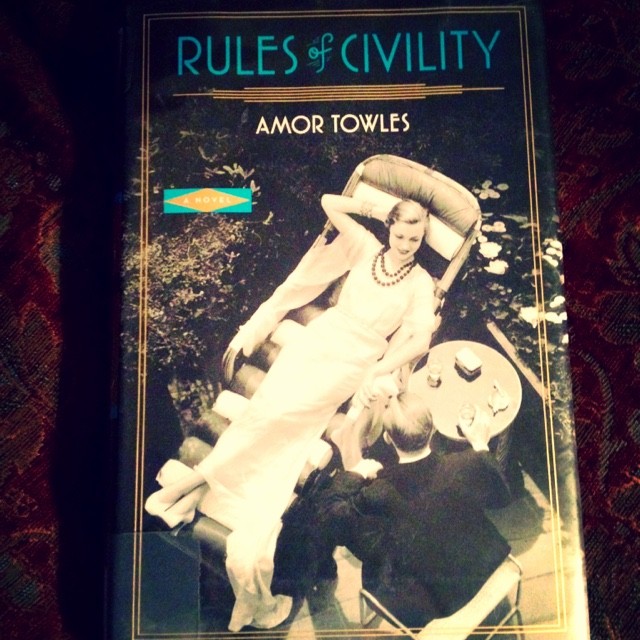 RULES of CIVILITY
AMOR TOWLES
A NOVEL